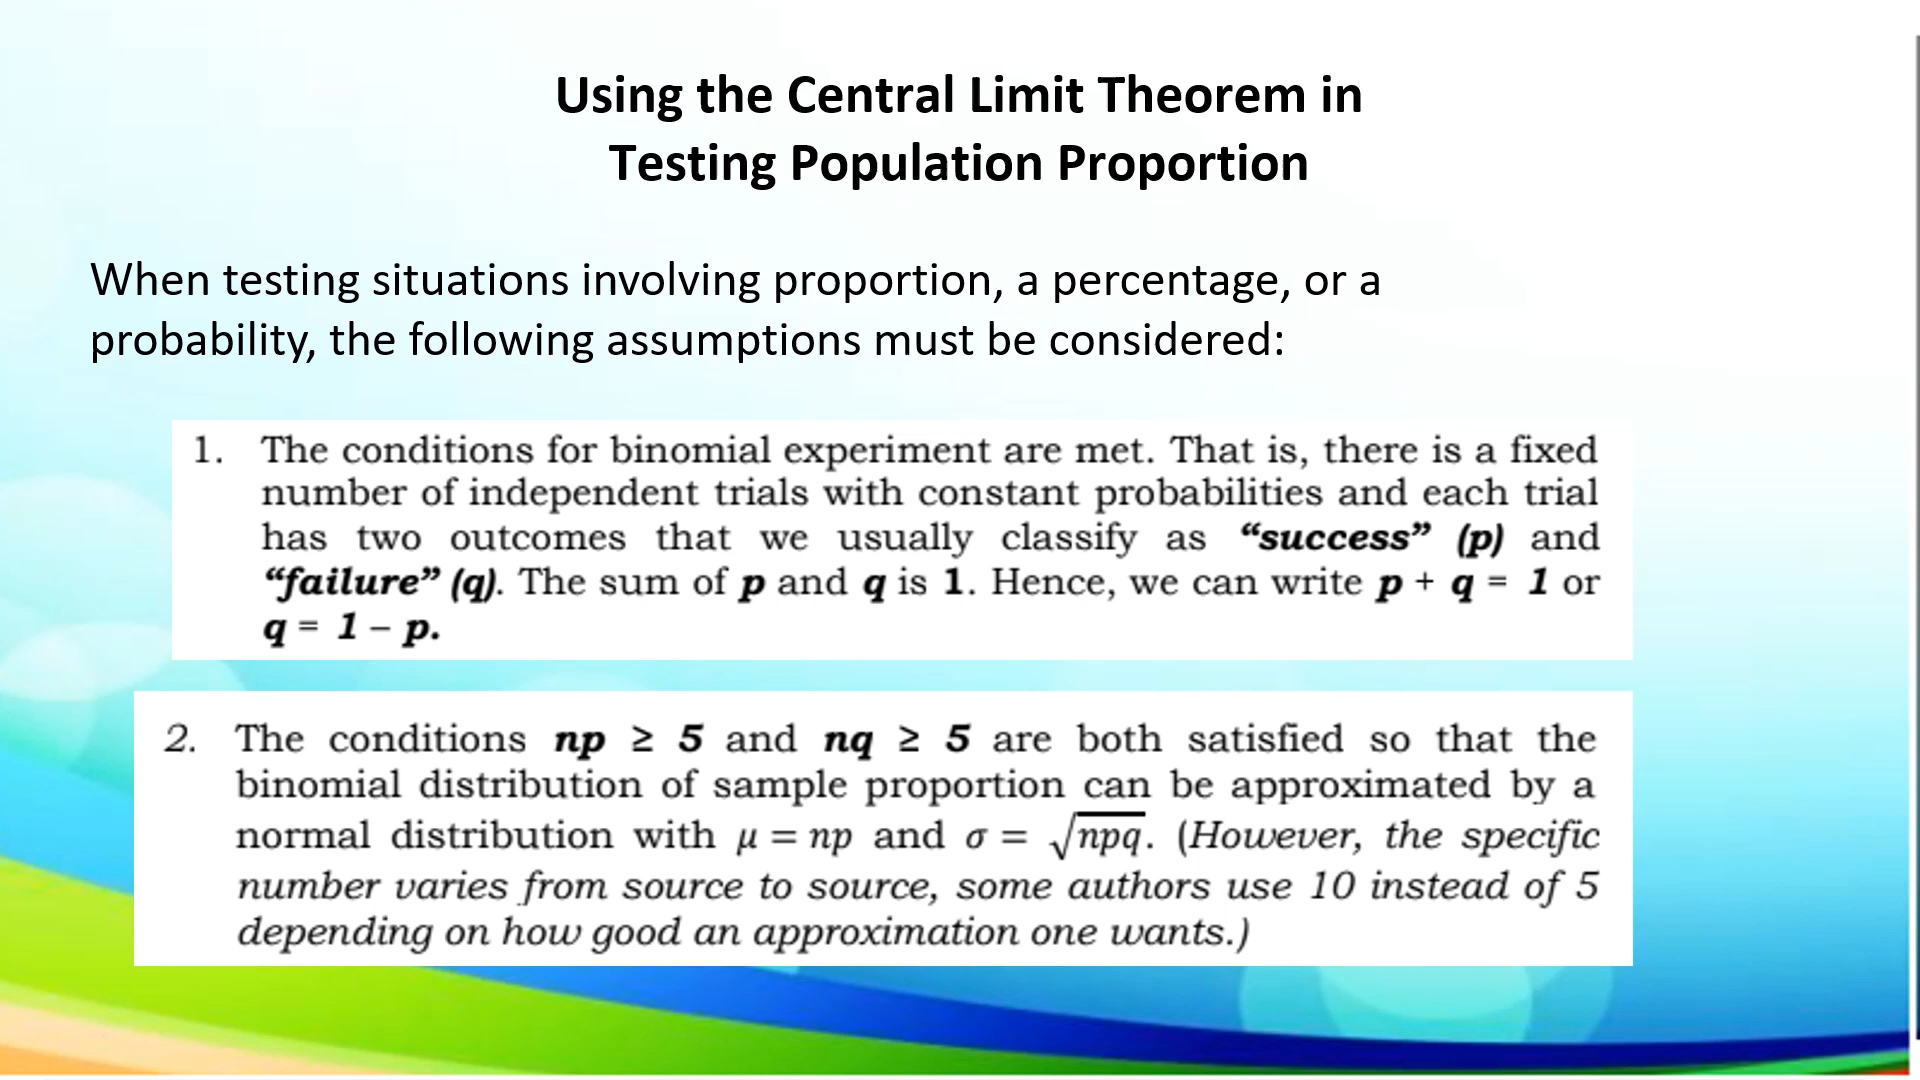 Using the Central Limit Theorem in
Testing Population Proportion
When testing situations involving proportion, a percentage, or a
probability, the following assumptions must be considered:
1. The conditions for binomial experiment are met. That is, there is a fixed
number of independent trials with constant probabilities and each trial
has two outcomes that we usually classify as “success” (p) and
“failure” (q). The sum of p and q is 1. Hence, we can write p + q = 1 or
q = 1 – p.
2. The conditions np ≥ 5 and nq ≥ 5 are both satisfied so that the
binomial distribution of sample proportion can be approximated by a
normal distribution with μ = np and σ = √npq. (However, the specific
number varies from source to source, some authors use 10 instead of 5
depending on how good an approximation one wants.)